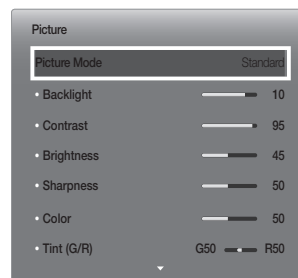 Picture
Picture Mode Standard
• Backlight 10
• Contrast 95
• Brightness 45
• Sharpness 50
• Color 50
• Tint (G/R) G50 R50